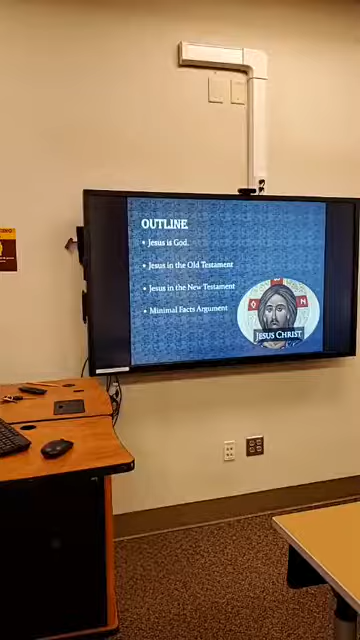 OUTLINE
• Jesus is God.
• Jesus in the Old Testament
• Jesus in the New Testament
• Minimal Facts Argument
JESUS CHRIST